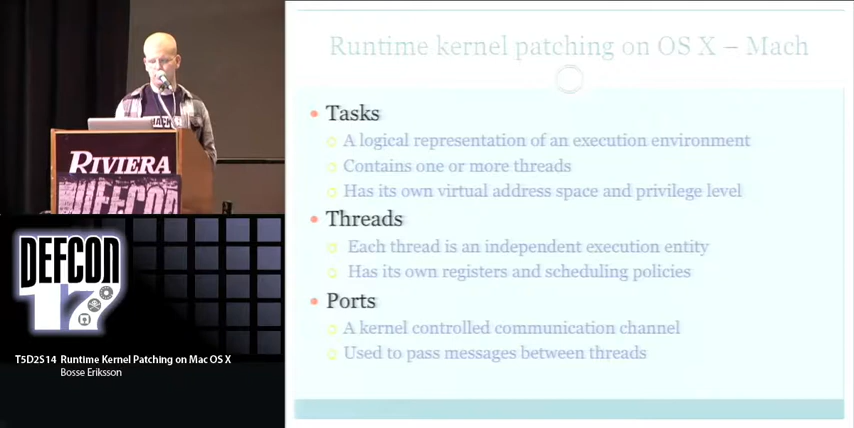 Runtime kernel patching on OS X – Mach
• Tasks
A logical representation of an execution environment
Contains one or more threads
Has its own virtual address space and privilege level
• Threads
Each thread is an independent execution entity
Has its own registers and scheduling policies
• Ports
A kernel controlled communication channel
Used to pass messages between threads
RIVIERA
DEFCON
DEFCON
17
T5D2S14 Runtime Kernel Patching on Mac OS X
Bosse Eriksson